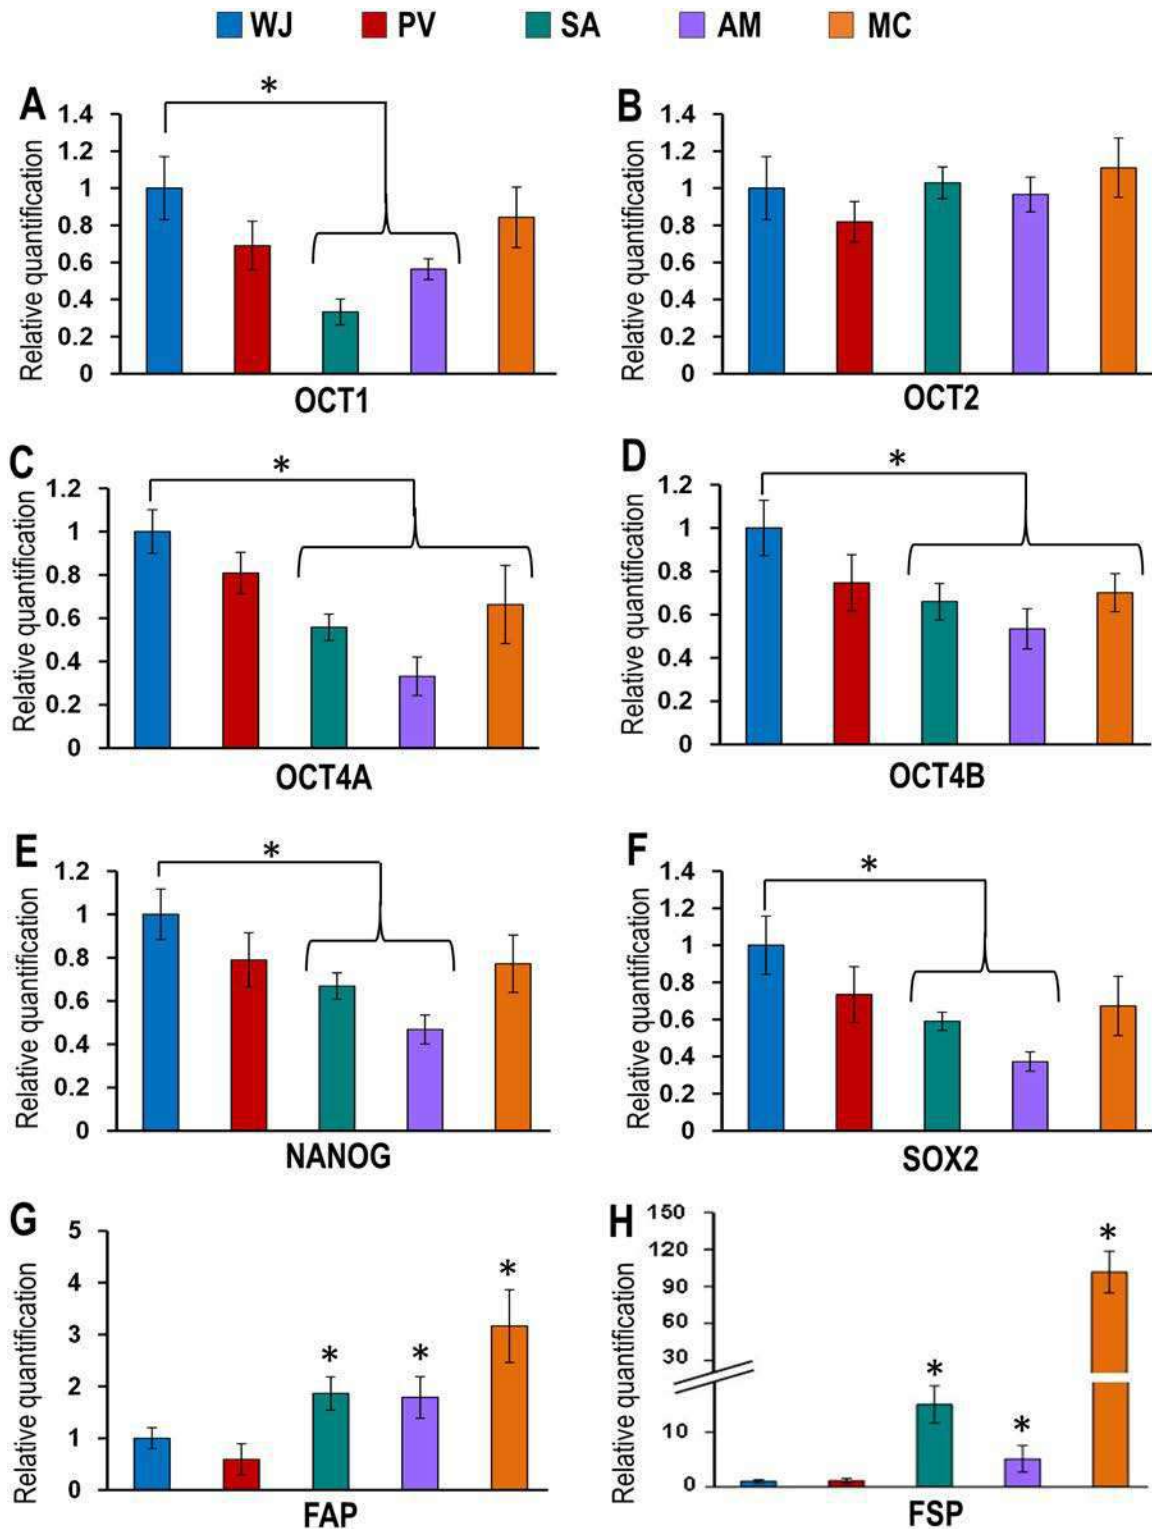 WJ PV SA AM MC
A
*
Relative quantification
1.4
1.2
1
0.8
0.6
0.4
0.2
0
OCT1
B
Relative quantification
1.4
1.2
1
0.8
0.6
0.4
0.2
0
OCT2
C
*
Relative quantification
1.2
1
0.8
0.6
0.4
0.2
0
OCT4A
D
*
Relative quantification
1.2
1
0.8
0.6
0.4
0.2
0
OCT4B
E
*
Relative quantification
1.2
1
0.8
0.6
0.4
0.2
0
NANOG
F
*
Relative quantification
1.4
1.2
1
0.8
0.6
0.4
0.2
0
SOX2
G
Relative quantification
5
4
3
2
1
0
* * *
FAP
H
Relative quantification
150
120
90
60
30
10
0
* * *
FSP